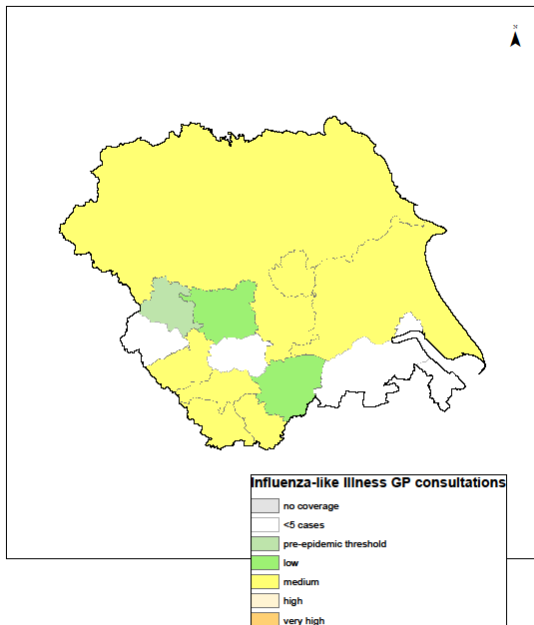 N
Influenza-like Illness GP consultations
no coverage
<5 cases
pre-epidemic threshold
low
medium
high
very high